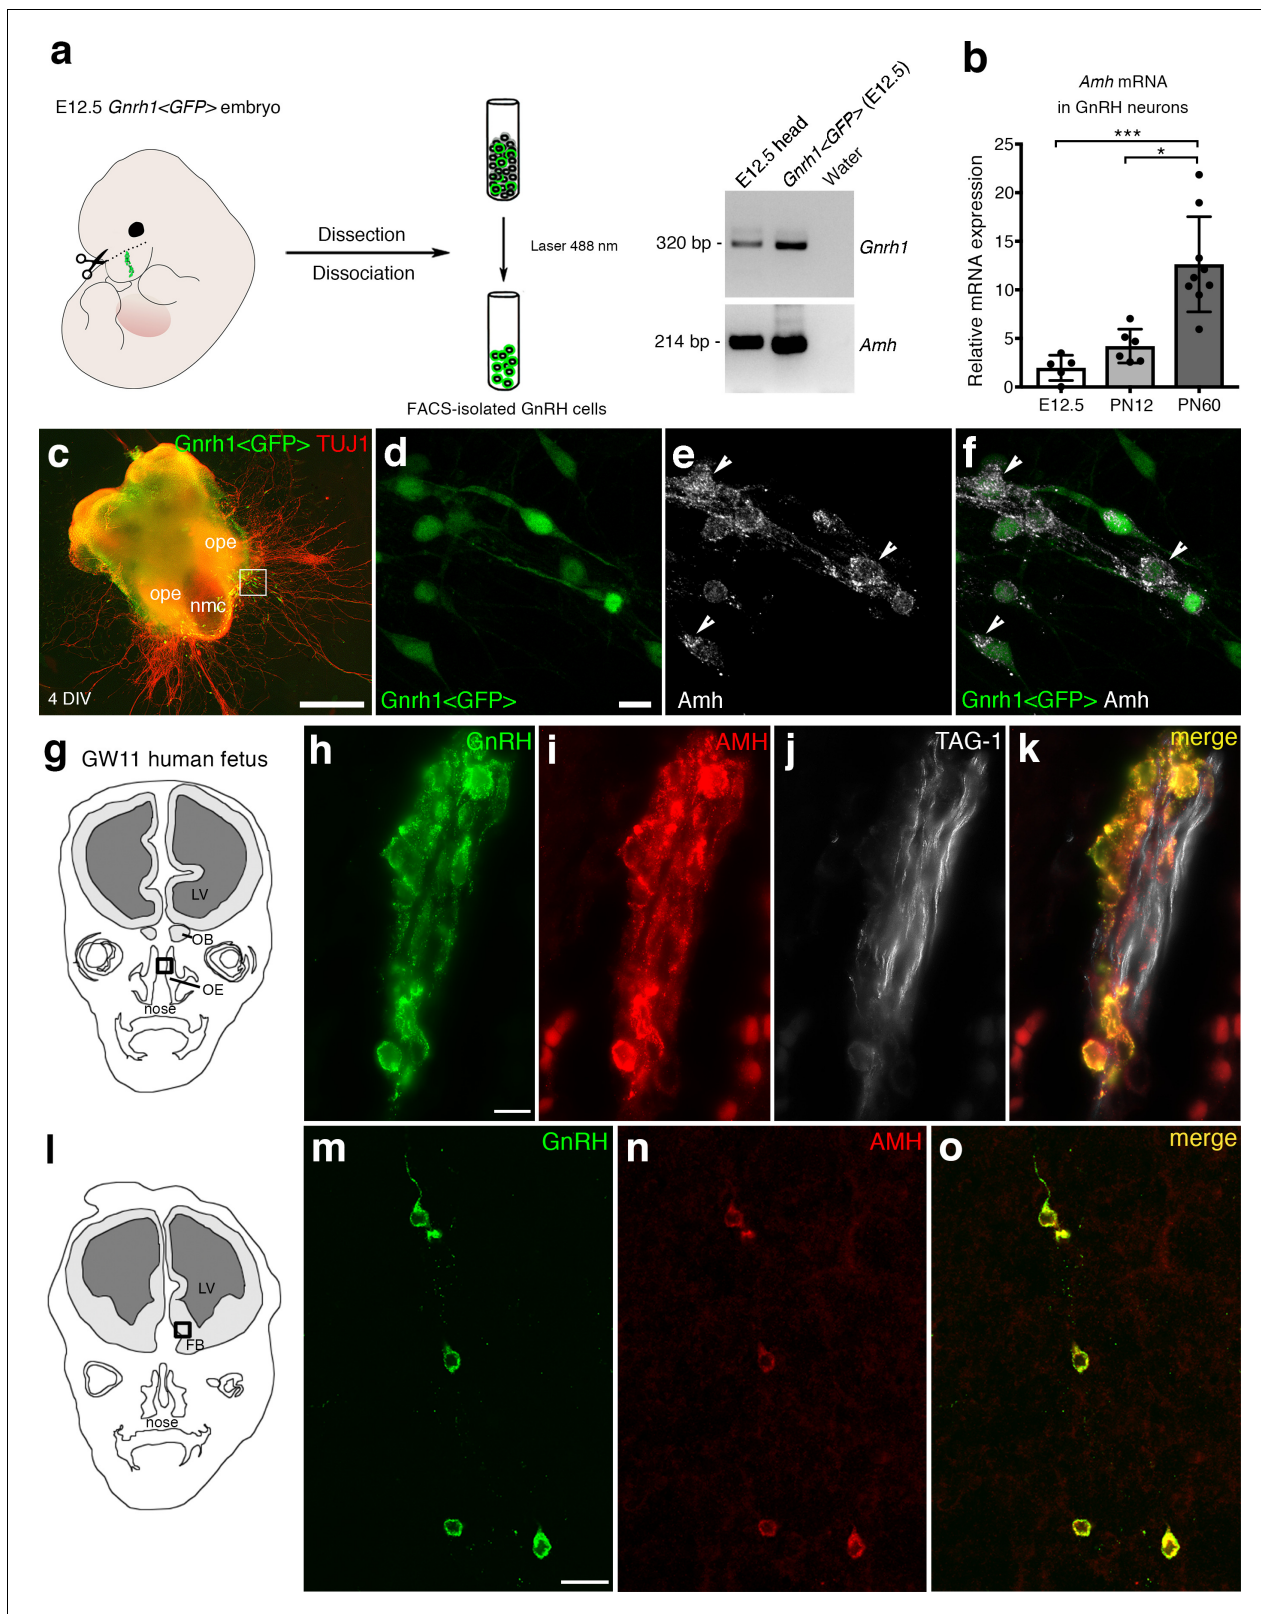 a
E12.5 Gnrh1<GFP> embryo
Dissection
Dissociation
Laser 488 nm
FACS-isolated GnRH cells
E12.5 head
Gnrh1<GFP> (E12.5)
Water
320 bp -
Gnrh1
214 bp -
Amh
b
Amh mRNA
in GnRH neurons
***
*
Relative mRNA expression
25
20
15
10
5
0
E12.5
PN12
PN60
c
Gnrh1<GFP> TUJ1
ope
ope
nmc
4 DIV
d
Gnrh1<GFP>
e
Amh
f
Gnrh1<GFP> Amh
g
GW11 human fetus
LV
OB
OE
nose
h
GnRH
i
AMH
j
TAG-1
k
merge
l
LV
FB
nose
m
GnRH
n
AMH
o
merge